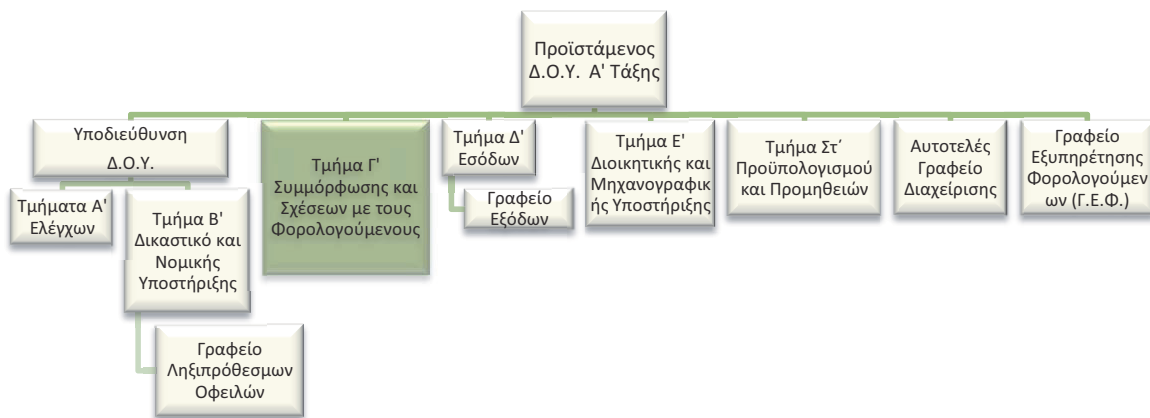 Προϊστάμενος
Δ.Ο.Υ. Α' Τάξης
Υποδιεύθυνση
Δ.Ο.Υ.
Τμήματα Α'
Ελέγχων
Τμήμα Β'
Δικαστικό και
Νομικής
Υποστήριξης
Γραφείο
Ληξιπρόθεσμων
Οφειλών
Τμήμα Γ'
Συμμόρφωσης και
Σχέσεων με τους
Φορολογούμενους
Τμήμα Δ'
Εσόδων
Γραφείο
Εξόδων
Τμήμα Ε'
Διοικητικής και
Μηχανογραφικ
ής Υποστήριξης
Τμήμα Στ΄
Προϋπολογισμού
και Προμηθειών
Αυτοτελές
Γραφείο
Διαχείρισης
Γραφείο
Εξυπηρέτησης
Φορολογούμεν
ων (Γ.Ε.Φ.)